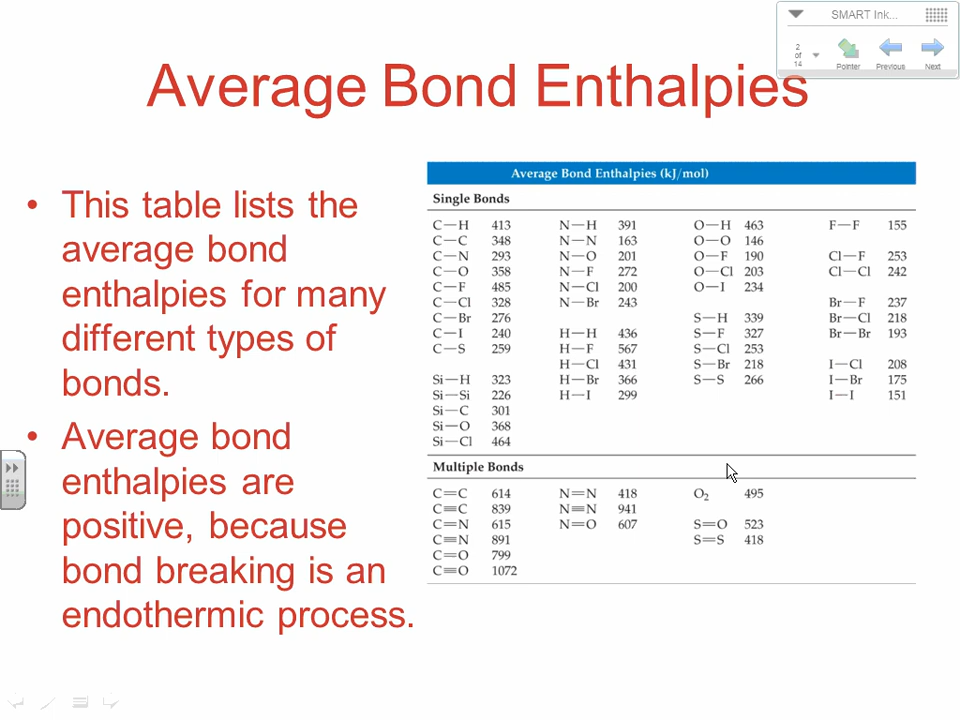 SMART Ink...
2
of
14
Pointer
Previous
Next
Average Bond Enthalpies
• This table lists the
average bond
enthalpies for many
different types of
bonds.
• Average bond
enthalpies are
positive, because
bond breaking is an
endothermic process.
Average Bond Enthalpies (kJ/mol)
Single Bonds
C—H 413 N—H 391 O—H 463 F—F 155
C—C 348 N—N 163 O—O 146
C—N 293 N—O 201 O—F 190 Cl—F 253
C—O 358 N—F 272 O—Cl 203 Cl—Cl 242
C—F 485 N—Cl 200 O—I 234
C—Cl 328 N—Br 243 Br—F 237
C—Br 276 S—H 339 Br—Cl 218
C—I 240 H—H 436 S—F 327 Br—Br 193
C—S 259 H—F 567 S—Cl 253
H—Cl 431 S—Br 218 I—Cl 208
Si—H 323 H—Br 366 S—S 266 I—Br 175
Si—Si 226 H—I 299 I—I 151
Si—C 301
Si—O 368
Si—Cl 464
Multiple Bonds
C=C 614 N=N 418 O₂ 495
C≡C 839 N≡N 941
C=N 615 N=O 607 S=O 523
C≡N 891 S=S 418
C=O 799
C≡O 1072